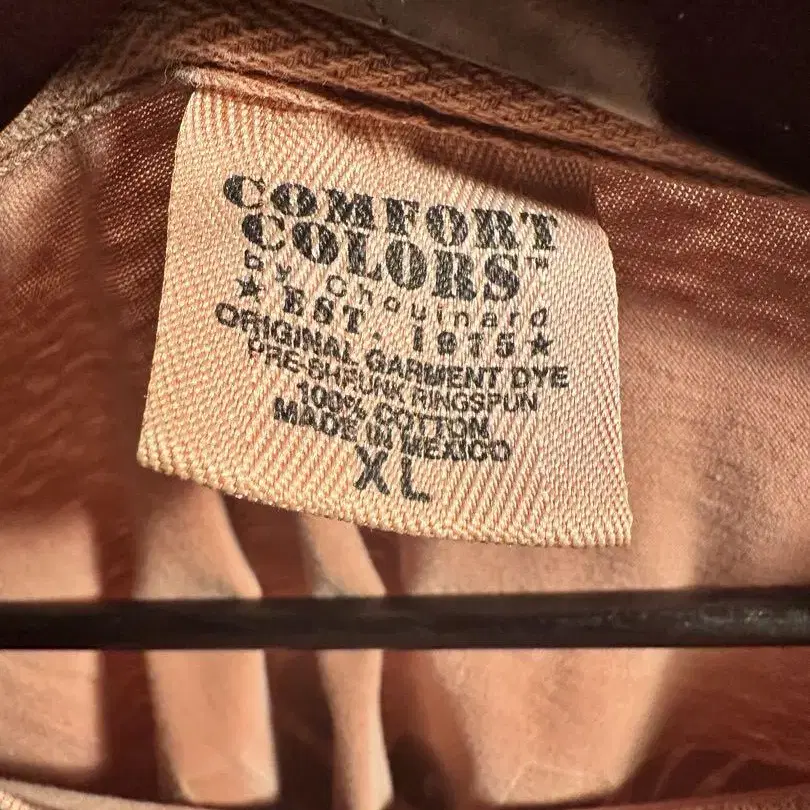 COMFORT
COLORS™
by Chouinard
★ EST. 1975 ★
ORIGINAL GARMENT DYE
PRE-SHRUNK RINGSPUN
100% COTTON
MADE IN MEXICO
XL